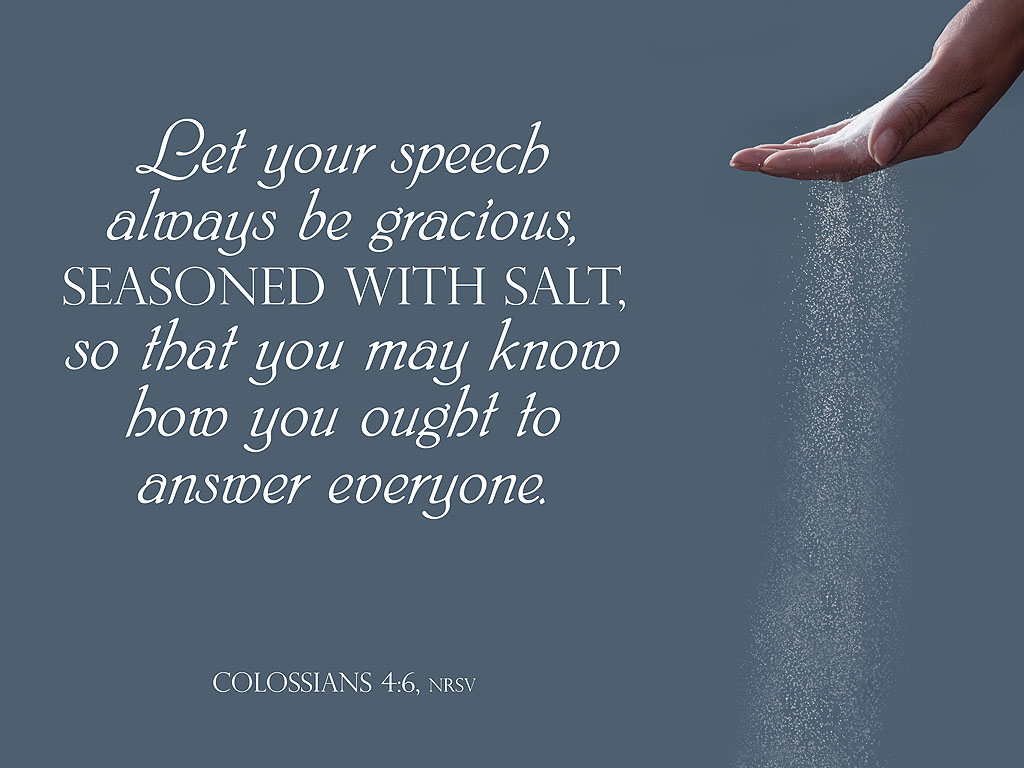 Let your speech
always be gracious,
SEASONED WITH SALT,
so that you may know
how you ought to
answer everyone.
COLOSSIANS 4:6, NRSV